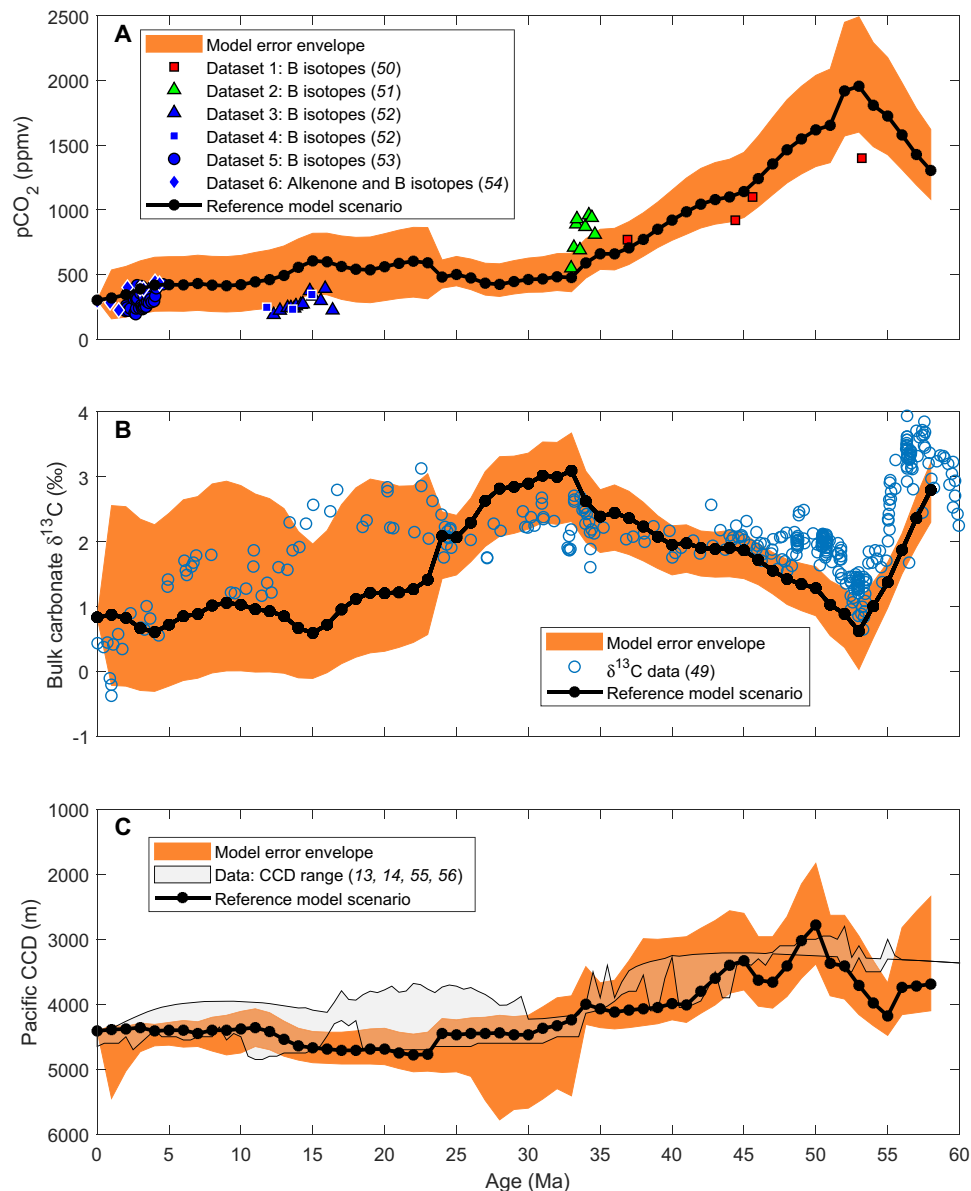 A
Model error envelope
Dataset 1: B isotopes (50)
Dataset 2: B isotopes (51)
Dataset 3: B isotopes (52)
Dataset 4: B isotopes (52)
Dataset 5: B isotopes (53)
Dataset 6: Alkenone and B isotopes (54)
Reference model scenario
pCO2 (ppmv)
2500
2000
1500
1000
500
0
B
Bulk carbonate δ13C (‰)
4
3
2
1
0
-1
Model error envelope
δ13C data (49)
Reference model scenario
C
Model error envelope
Data: CCD range (13, 14, 55, 56)
Reference model scenario
Pacific CCD (m)
1000
2000
3000
4000
5000
6000
0 5 10 15 20 25 30 35 40 45 50 55 60
Age (Ma)